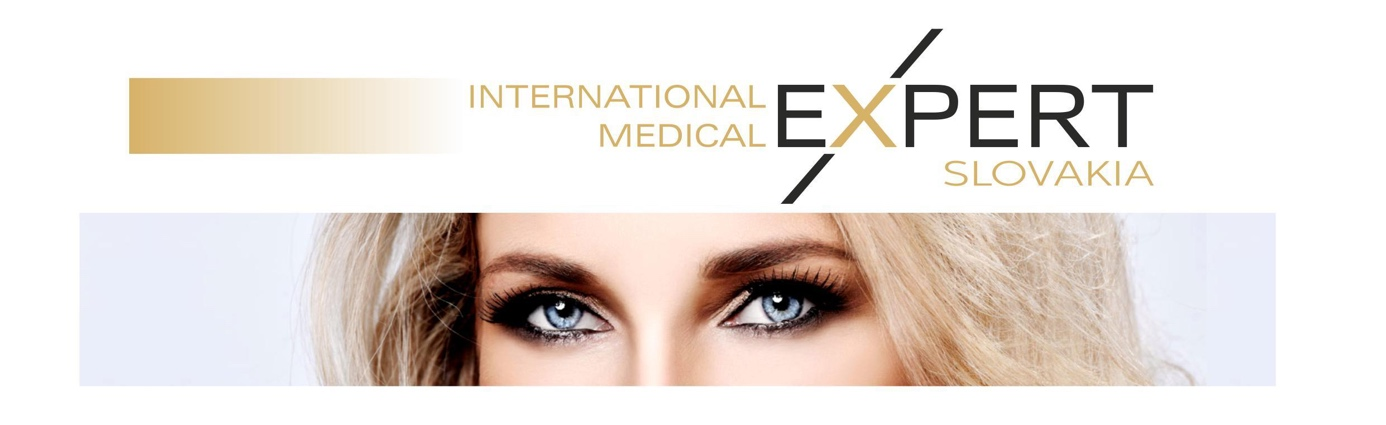 INTERNATIONAL
MEDICAL EXPERT
SLOVAKIA